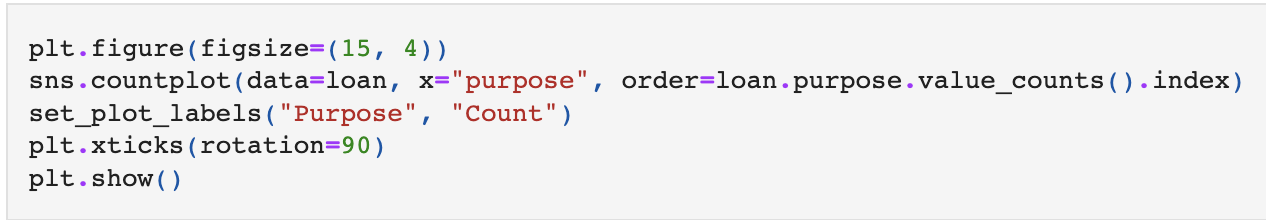 plt.figure(figsize=(15, 4))
sns.countplot(data=loan, x="purpose", order=loan.purpose.value_counts().index)
set_plot_labels("Purpose", "Count")
plt.xticks(rotation=90)
plt.show()